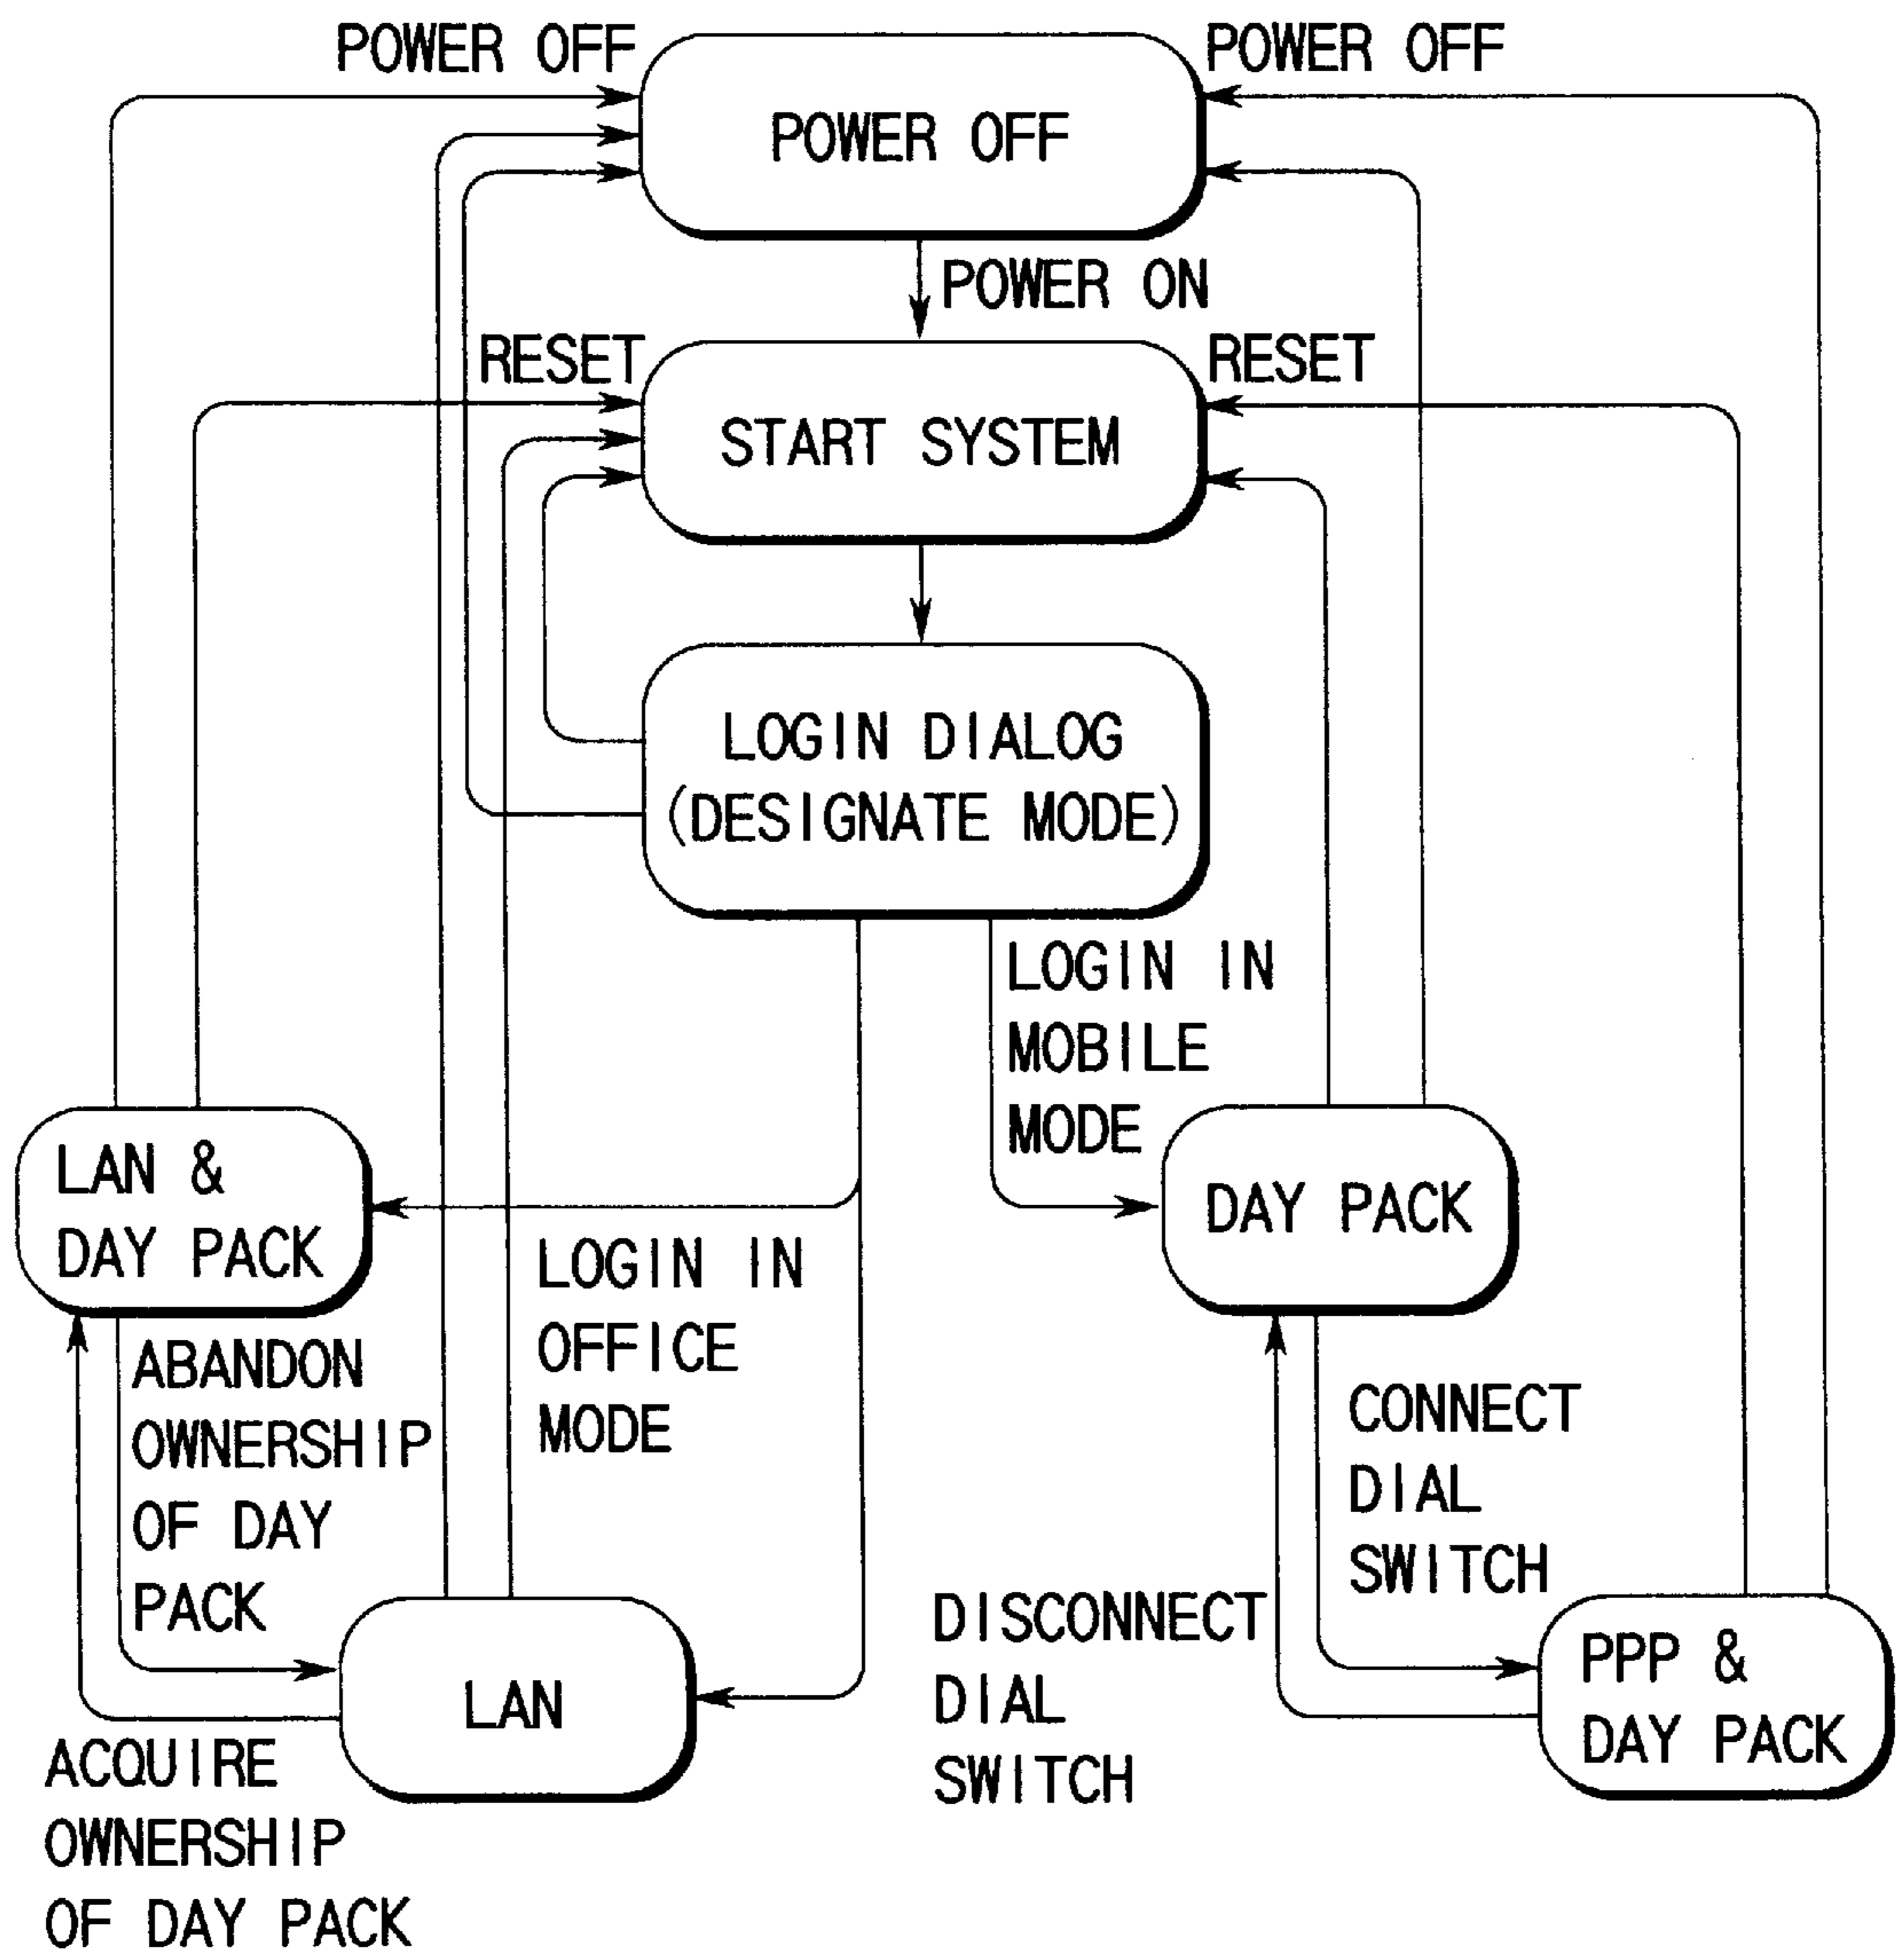 POWER OFF
POWER OFF
POWER OFF
POWER ON
RESET
RESET
START SYSTEM
LOGIN DIALOG
(DESIGNATE MODE)
LOGIN IN
MOBILE
MODE
LAN &
DAY PACK
DAY PACK
LOGIN IN
OFFICE
MODE
ABANDON
OWNERSHIP
OF DAY
PACK
CONNECT
DIAL
SWITCH
DISCONNECT
DIAL
SWITCH
LAN
PPP &
DAY PACK
ACQUIRE
OWNERSHIP
OF DAY PACK